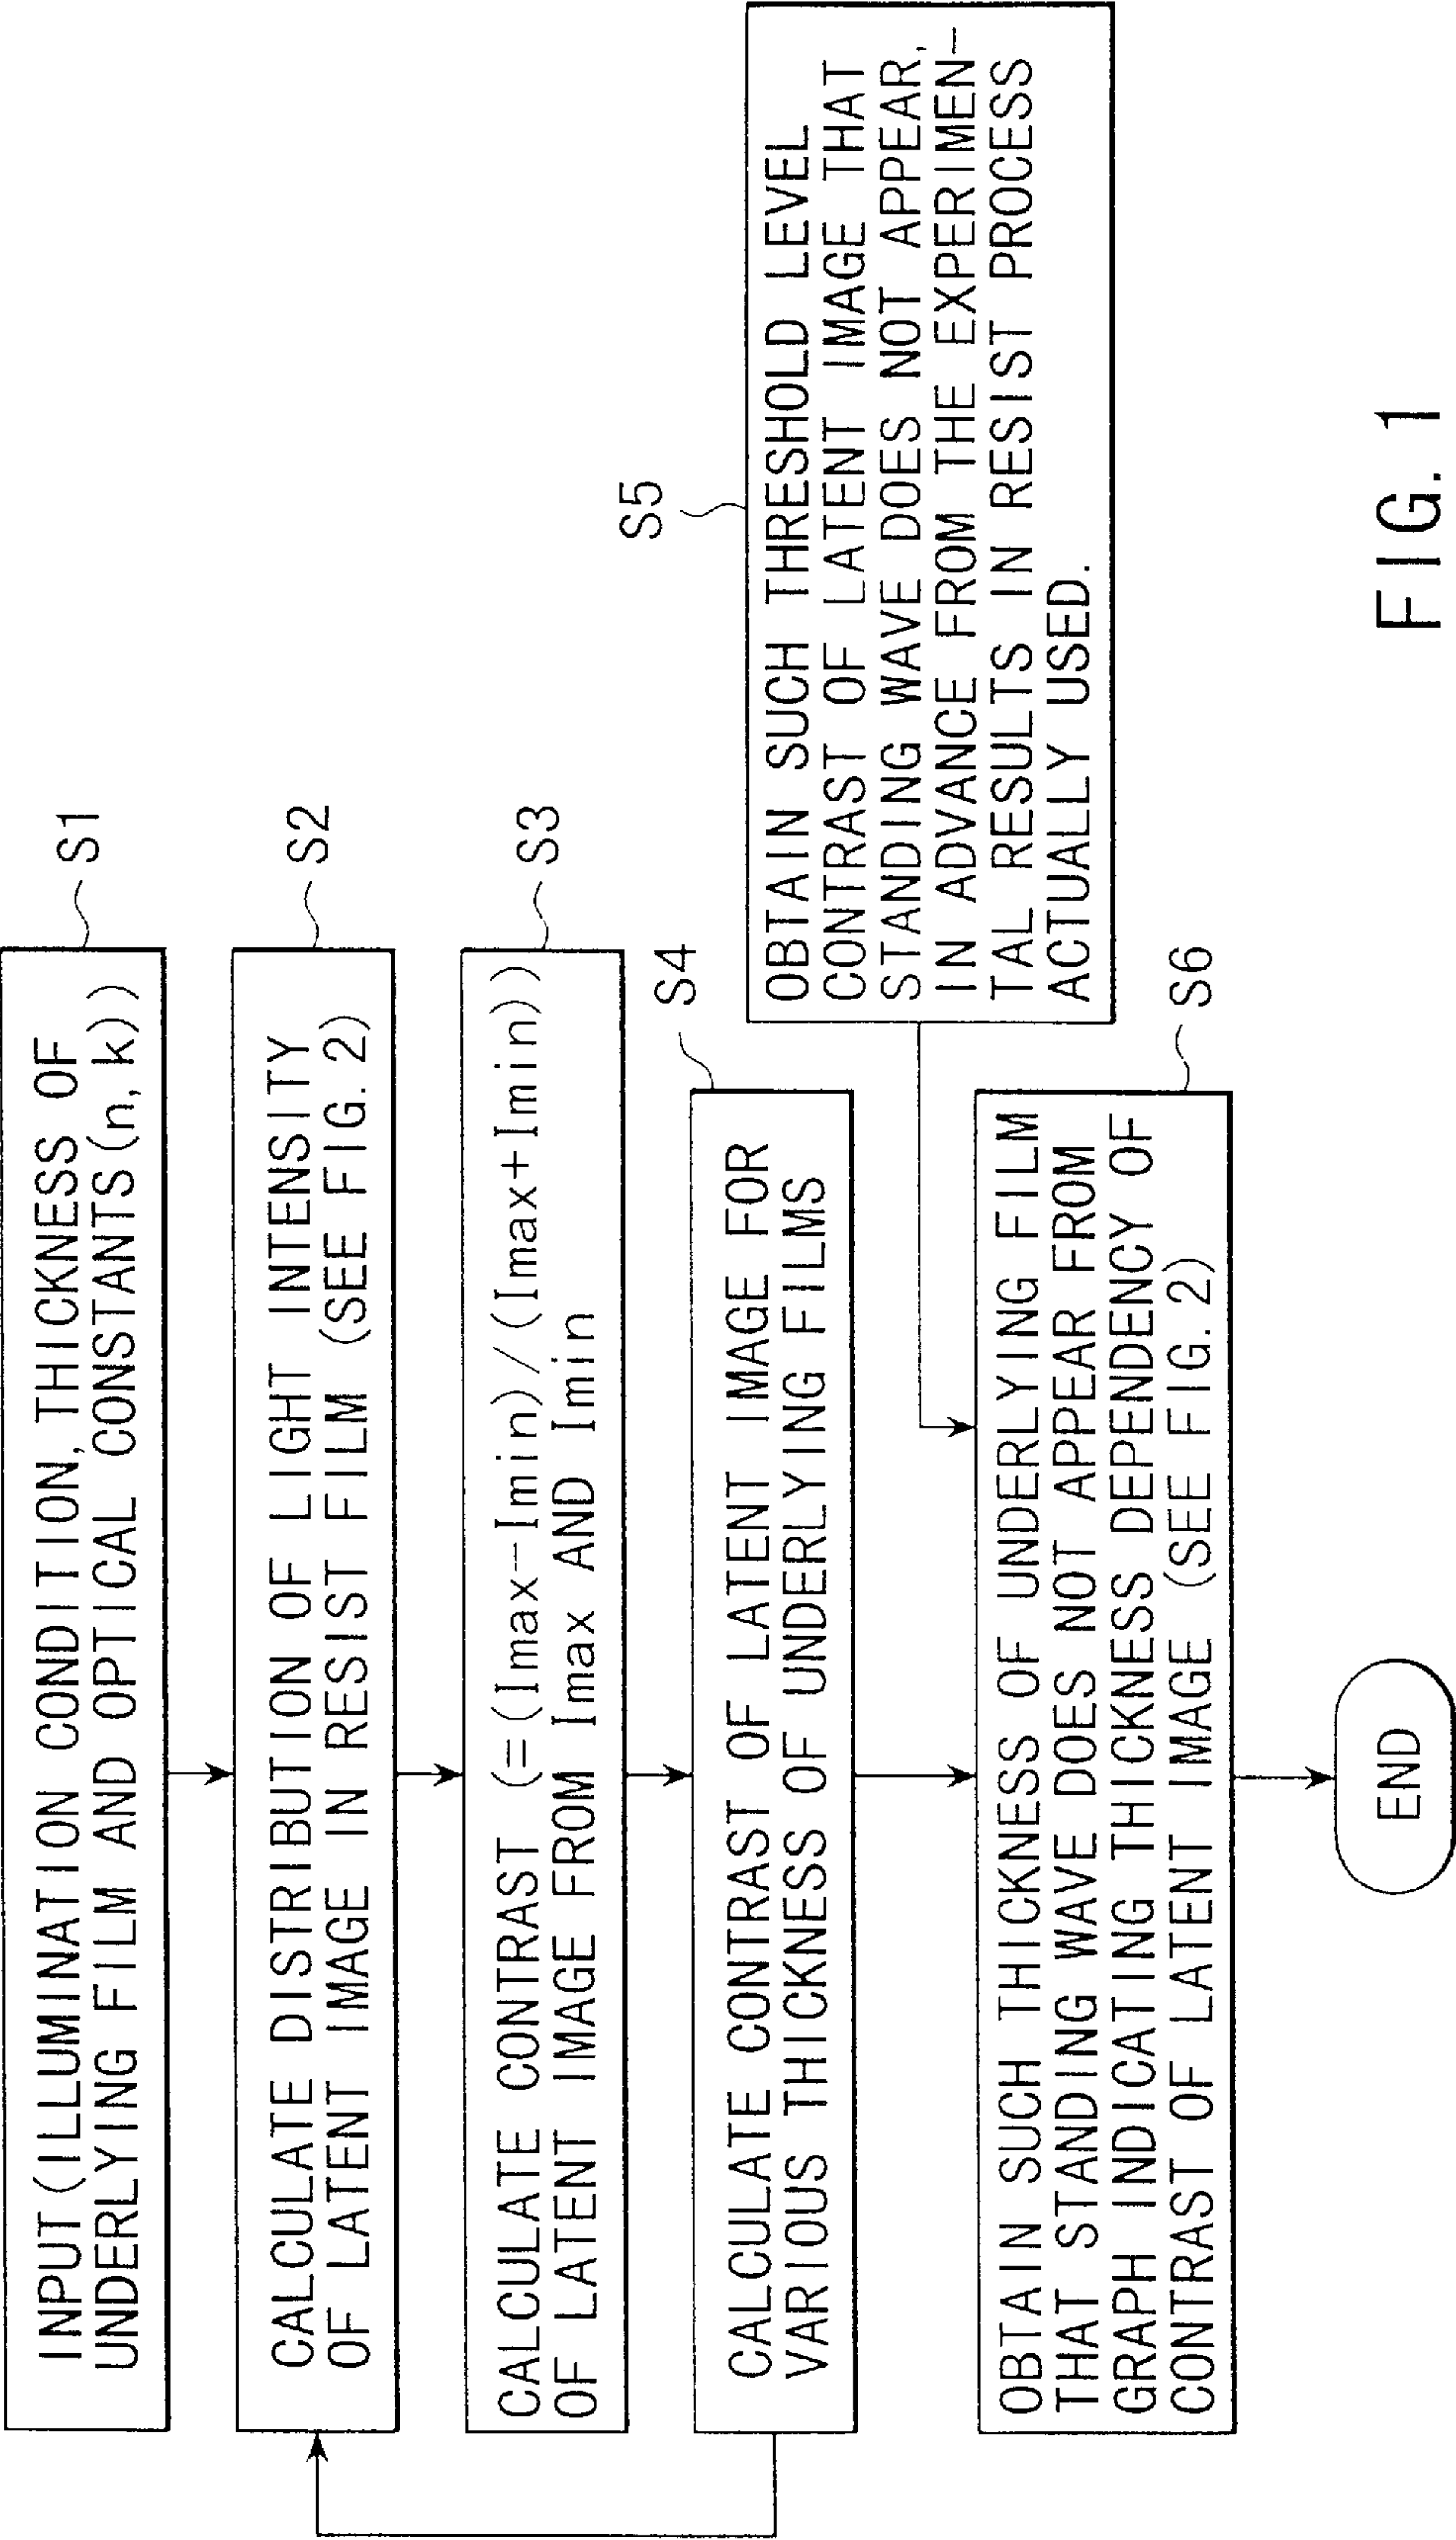 S1
INPUT(ILLUMINATION CONDITION, THICKNESS OF
UNDERLYING FILM AND OPTICAL CONSTANTS(n, k))
S2
CALCULATE DISTRIBUTION OF LIGHT INTENSITY
OF LATENT IMAGE IN RESIST FILM (SEE FIG. 2)
S3
CALCULATE CONTRAST (=(Imax-Imin)/(Imax+Imin))
OF LATENT IMAGE FROM Imax AND Imin
S4
CALCULATE CONTRAST OF LATENT IMAGE FOR
VARIOUS THICKNESS OF UNDERLYING FILMS
S5
OBTAIN SUCH THRESHOLD LEVEL
CONTRAST OF LATENT IMAGE THAT
STANDING WAVE DOES NOT APPEAR,
IN ADVANCE FROM THE EXPERIMEN-
TAL RESULTS IN RESIST PROCESS
ACTUALLY USED.
S6
OBTAIN SUCH THICKNESS OF UNDERLYING FILM
THAT STANDING WAVE DOES NOT APPEAR FROM
GRAPH INDICATING THICKNESS DEPENDENCY OF
CONTRAST OF LATENT IMAGE (SEE FIG. 2)
END
FIG. 1